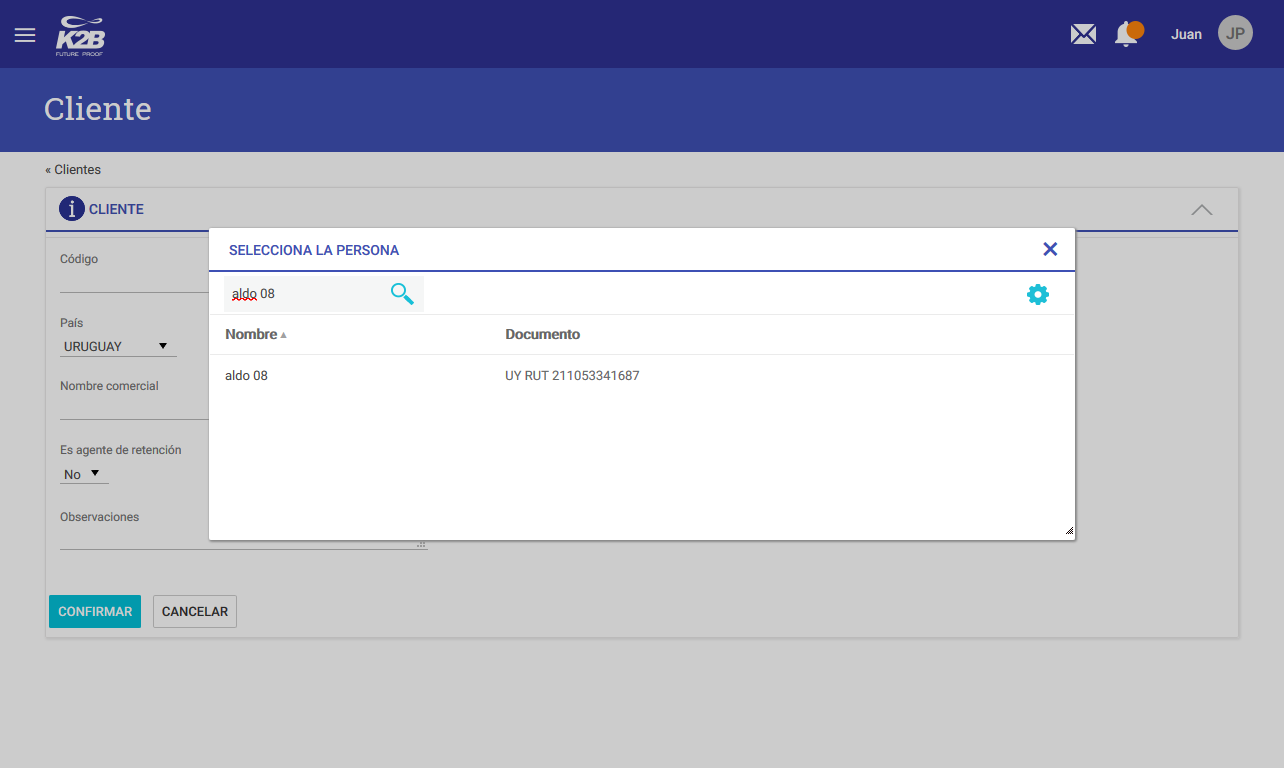 K2B
FUTURE PROOF
Juan
JP
Cliente
« Clientes
i CLIENTE
Código
País
URUGUAY
Nombre comercial
Es agente de retención
No
Observaciones
CONFIRMAR
CANCELAR
SELECCIONA LA PERSONA
aldo 08
Nombre Documento
aldo 08 UY RUT 211053341687